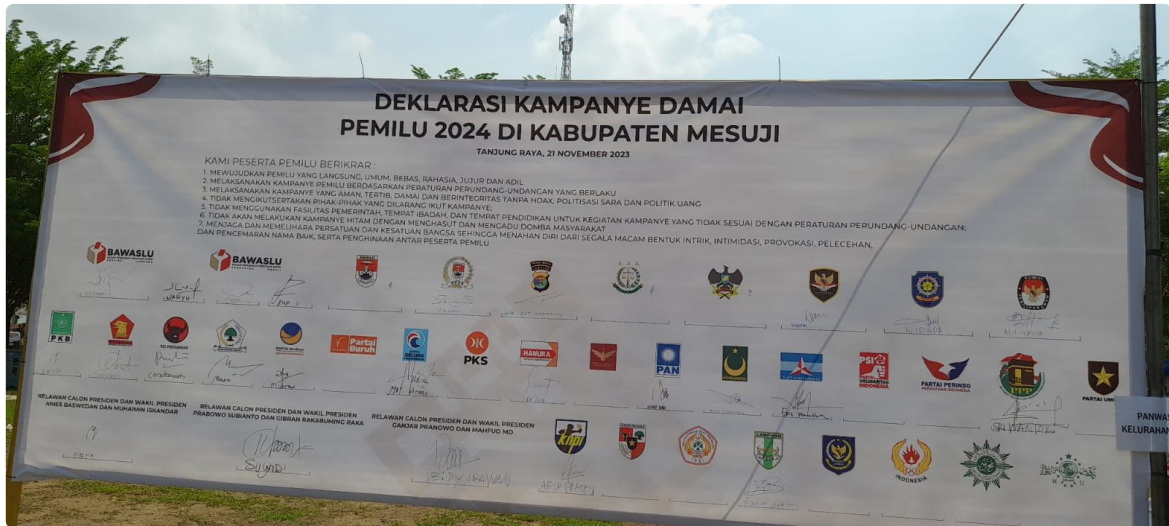 DEKLARASI KAMPANYE DAMAI
PEMILU 2024 DI KABUPATEN MESUJI
TANJUNG RAYA, 21 NOVEMBER 2023
KAMI PESERTA PEMILU BERIKRAR :
1. MEWUJUDKAN PEMILU YANG LANGSUNG, UMUM, BEBAS, RAHASIA, JUJUR DAN ADIL
2. MELAKSANAKAN KAMPANYE PEMILU BERDASARKAN PERATURAN PERUNDANG-UNDANGAN YANG BERLAKU
3. MELAKSANAKAN KAMPANYE YANG AMAN, TERTIB, DAMAI DAN BERINTEGRITAS TANPA HOAX, POLITISASI SARA DAN POLITIK UANG
4. TIDAK MENGIKUTSERTAKAN PIHAK-PIHAK YANG DILARANG IKUT KAMPANYE;
5. TIDAK MENGGUNAKAN FASILITAS PEMERINTAH, TEMPAT IBADAH, DAN TEMPAT PENDIDIKAN UNTUK KEGIATAN KAMPANYE YANG TIDAK SESUAI DENGAN PERATURAN PERUNDANG-UNDANGAN;
6. TIDAK AKAN MELAKUKAN KAMPANYE HITAM DENGAN MENGHASUT DAN MENGADU DOMBA MASYARAKAT
7. MENJAGA DAN MEMELIHARA PERSATUAN DAN KESATUAN BANGSA SEHINGGA MENAHAN DIRI DARI SEGALA MACAM BENTUK INTRIK, INTIMIDASI, PROVOKASI, PELECEHAN,
DAN PENCEMARAN NAMA BAIK, SERTA PENGHINAAN ANTAR PESERTA PEMILU
BAWASLU BAWASLU
WAHYU
PKB Partai Buruh PARTAI GELORA PKS HANURA PAN PSI PARTAI SOLIDARITAS INDONESIA PARTAI PERINDO PPP PARTAI UM
RELAWAN CALON PRESIDEN DAN WAKIL PRESIDEN
ANIES BASWEDAN DAN MUHAIMIN ISKANDAR
RELAWAN CALON PRESIDEN DAN WAKIL PRESIDEN
PRABOWO SUBIANTO DAN GIBRAN RAKABUMING RAKA
RELAWAN CALON PRESIDEN DAN WAKIL PRESIDEN
GANJAR PRANOWO DAN MAHFUD MD
knpi INDONESIA N U
PANWAS
KELURAHAN